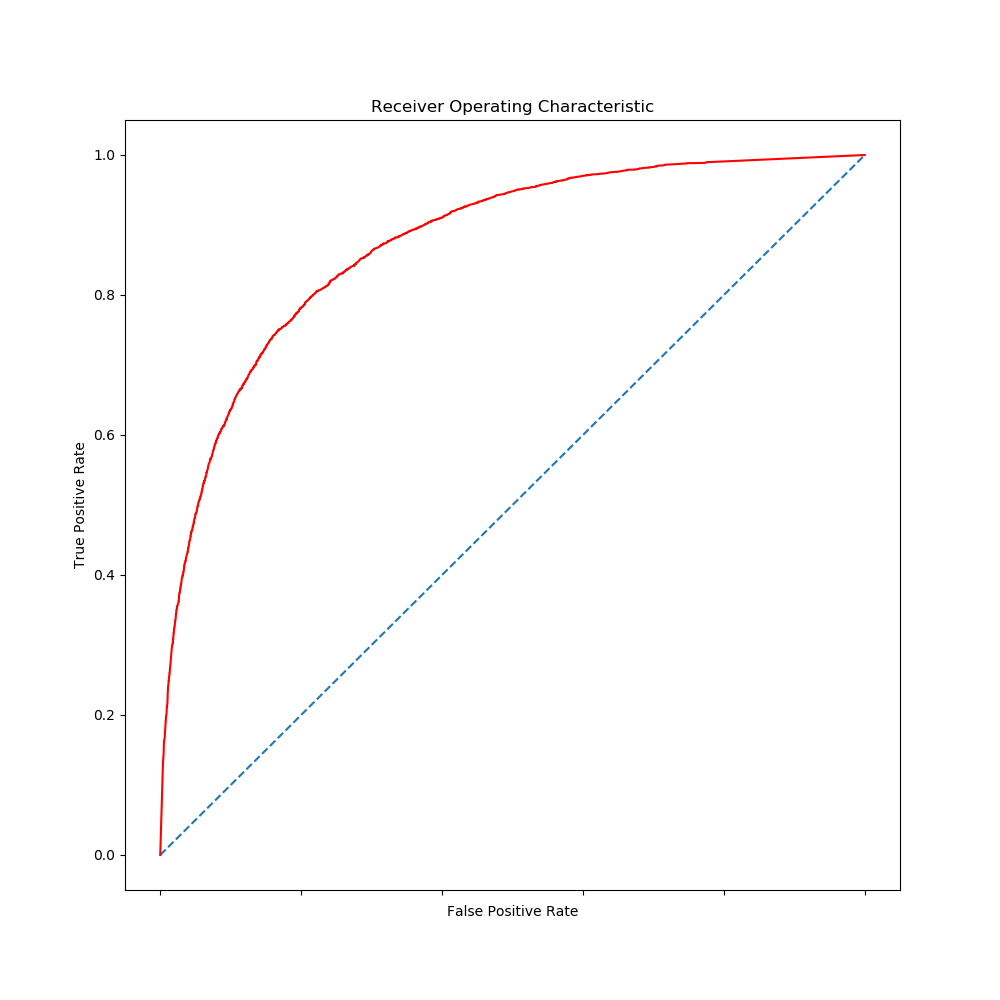 Receiver Operating Characteristic
1.0
0.8
0.6
0.4
0.2
0.0
True Positive Rate
False Positive Rate